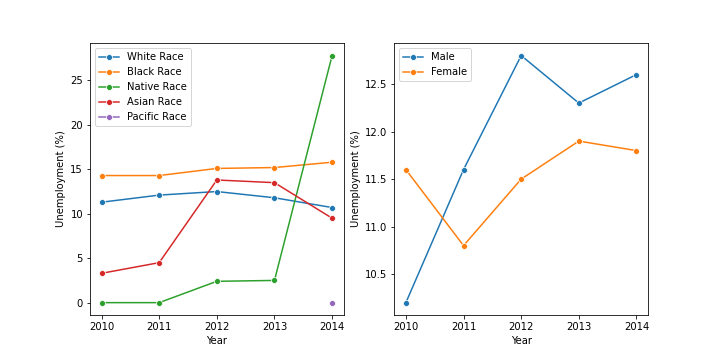 White Race
Black Race
Native Race
Asian Race
Pacific Race
25
20
15
10
5
0
Unemployment (%)
2010 2011 2012 2013 2014
Year
Male
Female
12.5
12.0
11.5
11.0
10.5
Unemployment (%)
2010 2011 2012 2013 2014
Year